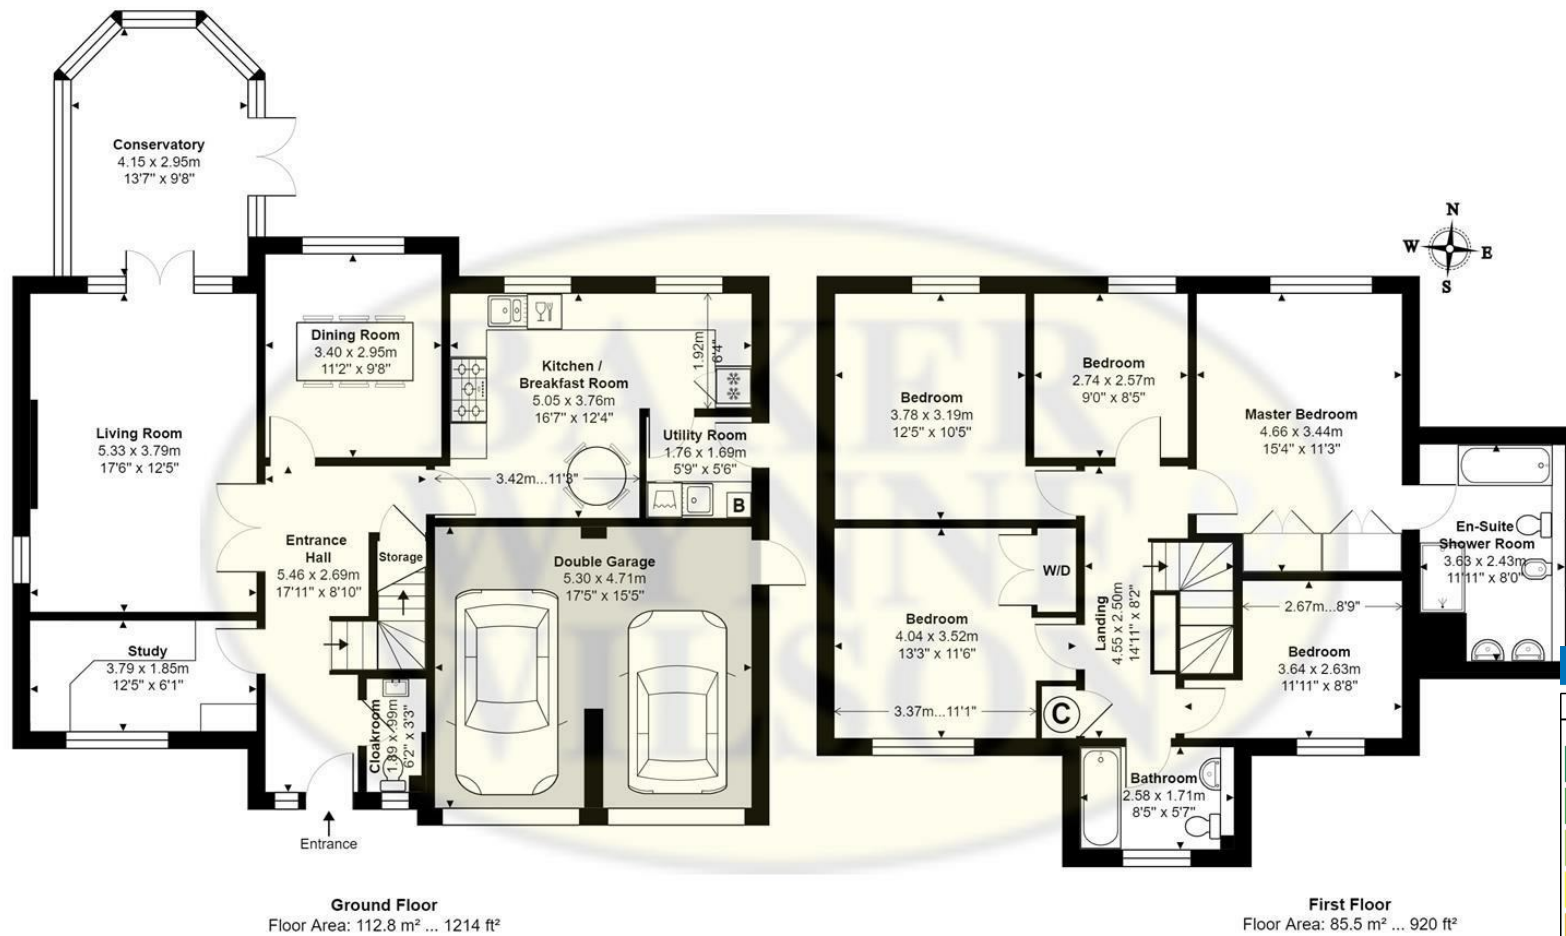 Conservatory
4.15 x 2.95m
13'7" x 9'8"
Dining Room
3.40 x 2.95m
11'2" x 9'8"
Kitchen /
Breakfast Room
5.05 x 3.76m
16'7" x 12'4"
1.92m
6'4"
Living Room
5.33 x 3.79m
17'6" x 12'5"
Utility Room
1.76 x 1.69m
5'9" x 5'6"
3.42m...11'3"
B
Entrance
Hall
5.46 x 2.69m
17'11" x 8'10"
Storage
Double Garage
5.30 x 4.71m
17'5" x 15'5"
Study
3.79 x 1.85m
12'5" x 6'1"
Cloakroom
1.89 x .99m
6'2" x 3'3"
Entrance
Ground Floor
Floor Area: 112.8 m² ... 1214 ft²
N
W
E
S
Bedroom
3.78 x 3.19m
12'5" x 10'5"
Bedroom
2.74 x 2.57m
9'0" x 8'5"
Master Bedroom
4.66 x 3.44m
15'4" x 11'3"
En-Suite
Shower Room
3.63 x 2.43m
11'11" x 8'0"
W/D
Bedroom
4.04 x 3.52m
13'3" x 11'6"
3.37m...11'1"
C
Landing
4.55 x 2.50m
14'11" x 8'2"
2.67m...8'9"
Bedroom
3.64 x 2.63m
11'11" x 8'8"
Bathroom
2.58 x 1.71m
8'5" x 5'7"
First Floor
Floor Area: 85.5 m² ... 920 ft²
BAKER
WYNNE
WILSON